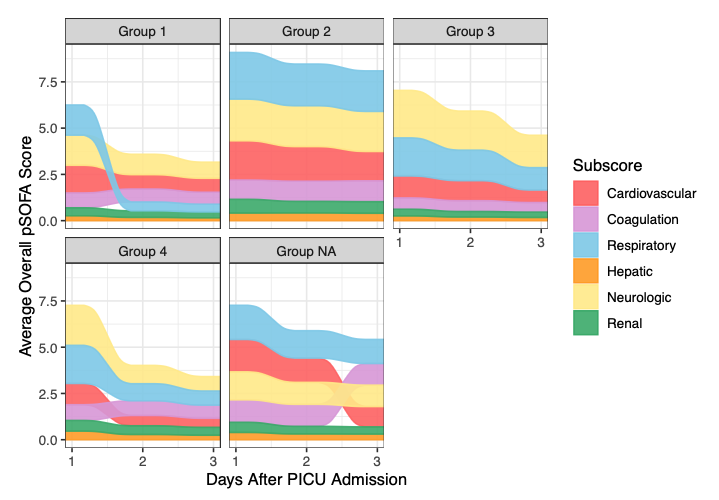 Group 1
Group 2
Group 3
7.5
5.0
2.5
0.0
1
2
3
Group 4
Group NA
7.5
5.0
2.5
0.0
1
2
3
1
2
3
Average Overall pSOFA Score
Days After PICU Admission
Subscore
Cardiovascular
Coagulation
Respiratory
Hepatic
Neurologic
Renal